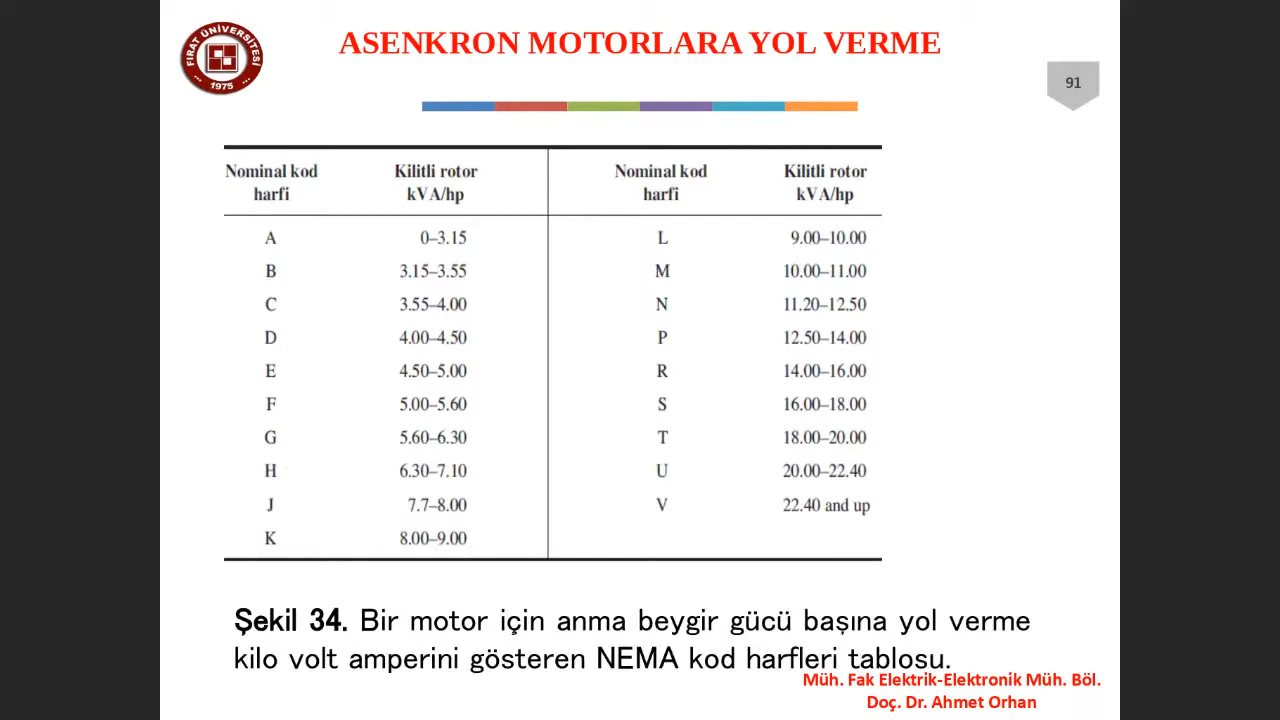 FIRAT ÜNİVERSİTESİ
1975
ASENKRON MOTORLARA YOL VERME
91
Nominal kod harfi Kilitli rotor kVA/hp Nominal kod harfi Kilitli rotor kVA/hp
A 0–3.15 L 9.00–10.00
B 3.15–3.55 M 10.00–11.00
C 3.55–4.00 N 11.20–12.50
D 4.00–4.50 P 12.50–14.00
E 4.50–5.00 R 14.00–16.00
F 5.00–5.60 S 16.00–18.00
G 5.60–6.30 T 18.00–20.00
H 6.30–7.10 U 20.00–22.40
J 7.7–8.00 V 22.40 and up
K 8.00–9.00
Şekil 34. Bir motor için anma beygir gücü başına yol verme
kilo volt amperini gösteren NEMA kod harfleri tablosu.
Müh. Fak Elektrik-Elektronik Müh. Böl.
Doç. Dr. Ahmet Orhan